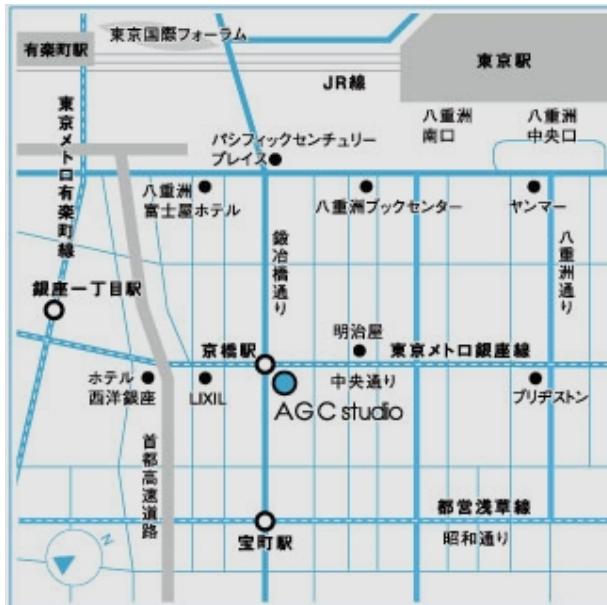 東京国際フォーラム
有楽町駅
東京駅
JR線
八重洲
南口
八重洲
中央口
東京メトロ有楽町線
パシフィックセンチュリー
プレイス
八重洲
富士屋ホテル
八重洲ブックセンター
ヤンマー
鍛冶橋通り
八重洲通り
銀座一丁目駅
明治屋
京橋駅
東京メトロ銀座線
ホテル
西洋銀座
LIXIL
中央通り
ブリヂストン
AGC studio
首都高速道路
都営浅草線
宝町駅
昭和通り
N